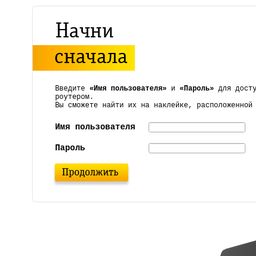 Начни
сначала
Введите «Имя пользователя» и «Пароль» для
роутером.
Вы сможете найти их на наклейке, расположенной
Имя пользователя
Пароль
Продолжить